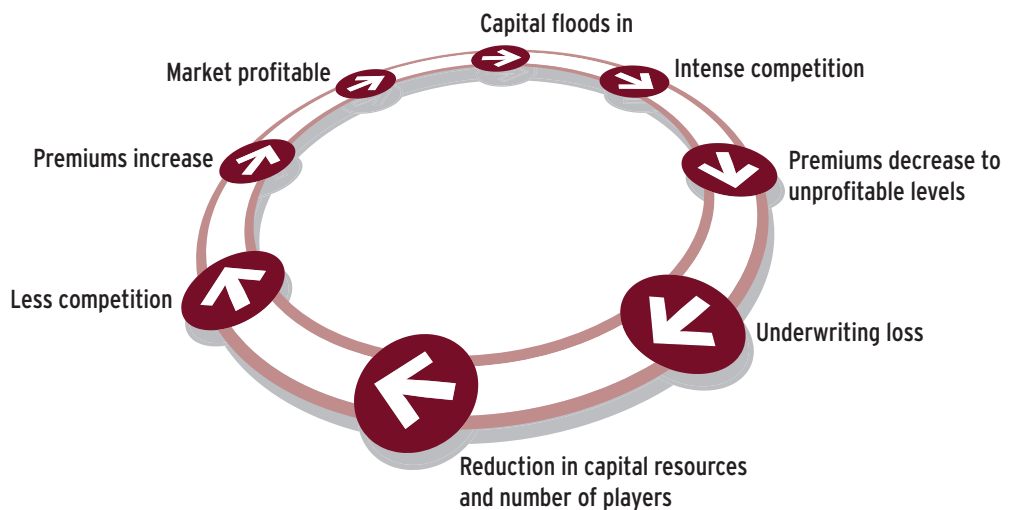 Capital floods in
Market profitable
Intense competition
Premiums increase
Premiums decrease to
unprofitable levels
Less competition
Underwriting loss
Reduction in capital resources
and number of players